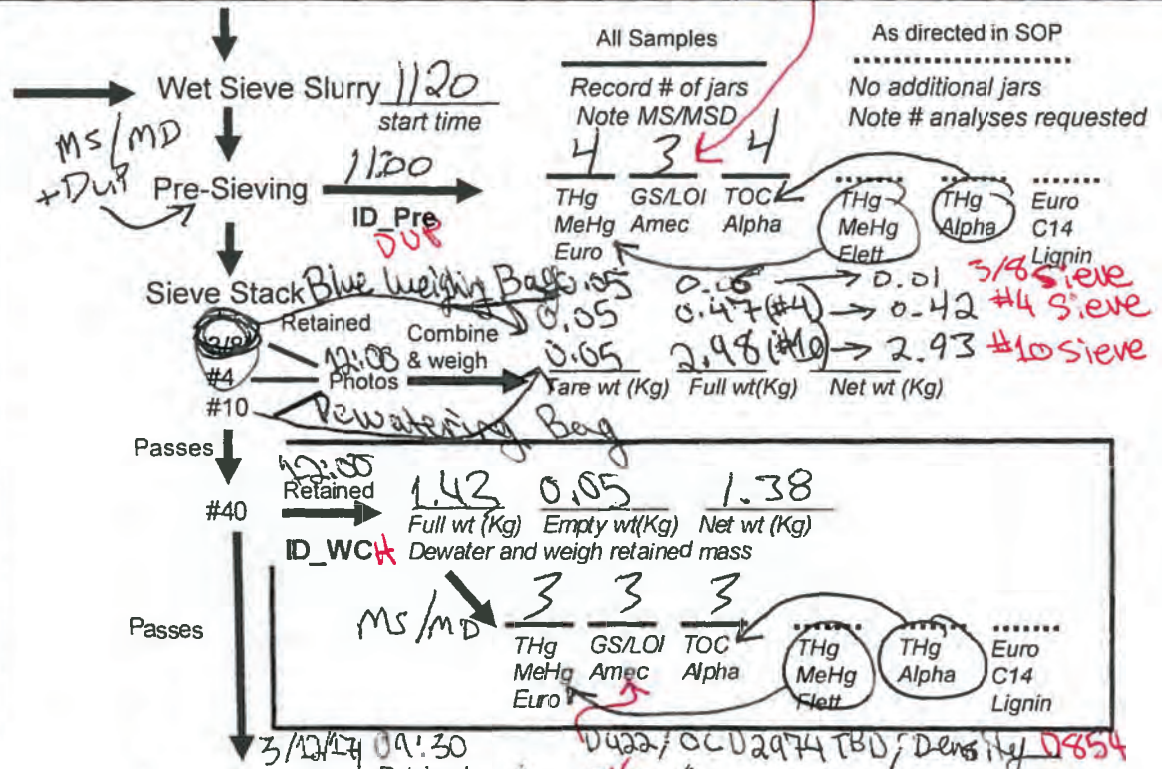 All Samples
As directed in SOP
Wet Sieve Slurry 1120
start time
Record # of jars
Note MS/MSD
No additional jars
Note # analyses requested
MS/MD
+DUP
4 3 4
Pre-Sieving 1100
ID_Pre
DUP
THg GS/LOI TOC THg THg Euro
MeHg Amec Alpha MeHg Alpha C14
Euro Flett Lignin
Sieve Stack Blue Weighing Bag 0.05 0.06 → 0.01 3/8 Sieve
Retained Combine 0.05 0.47 (#4) → 0.42 #4 Sieve
3/8 12:00 & weigh 0.05 2.98 (#10) → 2.93 #10 sieve
#4 Photos Tare wt (Kg) Full wt(Kg) Net wt (Kg)
#10 Dewatering Bag
Passes
12:00
Retained 1.42 0.05 1.38
#40 Full wt (Kg) Empty wt(Kg) Net wt (Kg)
ID_WCH Dewater and weigh retained mass
MS/MD 3 3 3
Passes
THg GS/LOI TOC THg THg Euro
MeHg Amec Alpha MeHg Alpha C14
Euro Flett Lignin
3/12/17 09:30 D422; OCD2974 TBD; Density D854